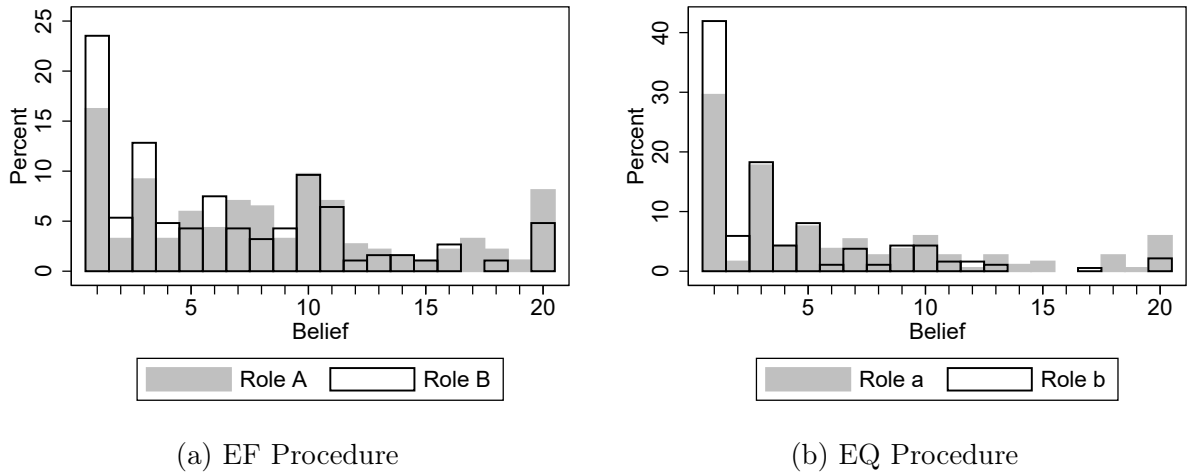 25
20
15
10
5
0
Percent
5
10
15
20
Belief
Role A
Role B
(a) EF Procedure
40
30
20
10
0
Percent
5
10
15
20
Belief
Role a
Role b
(b) EQ Procedure